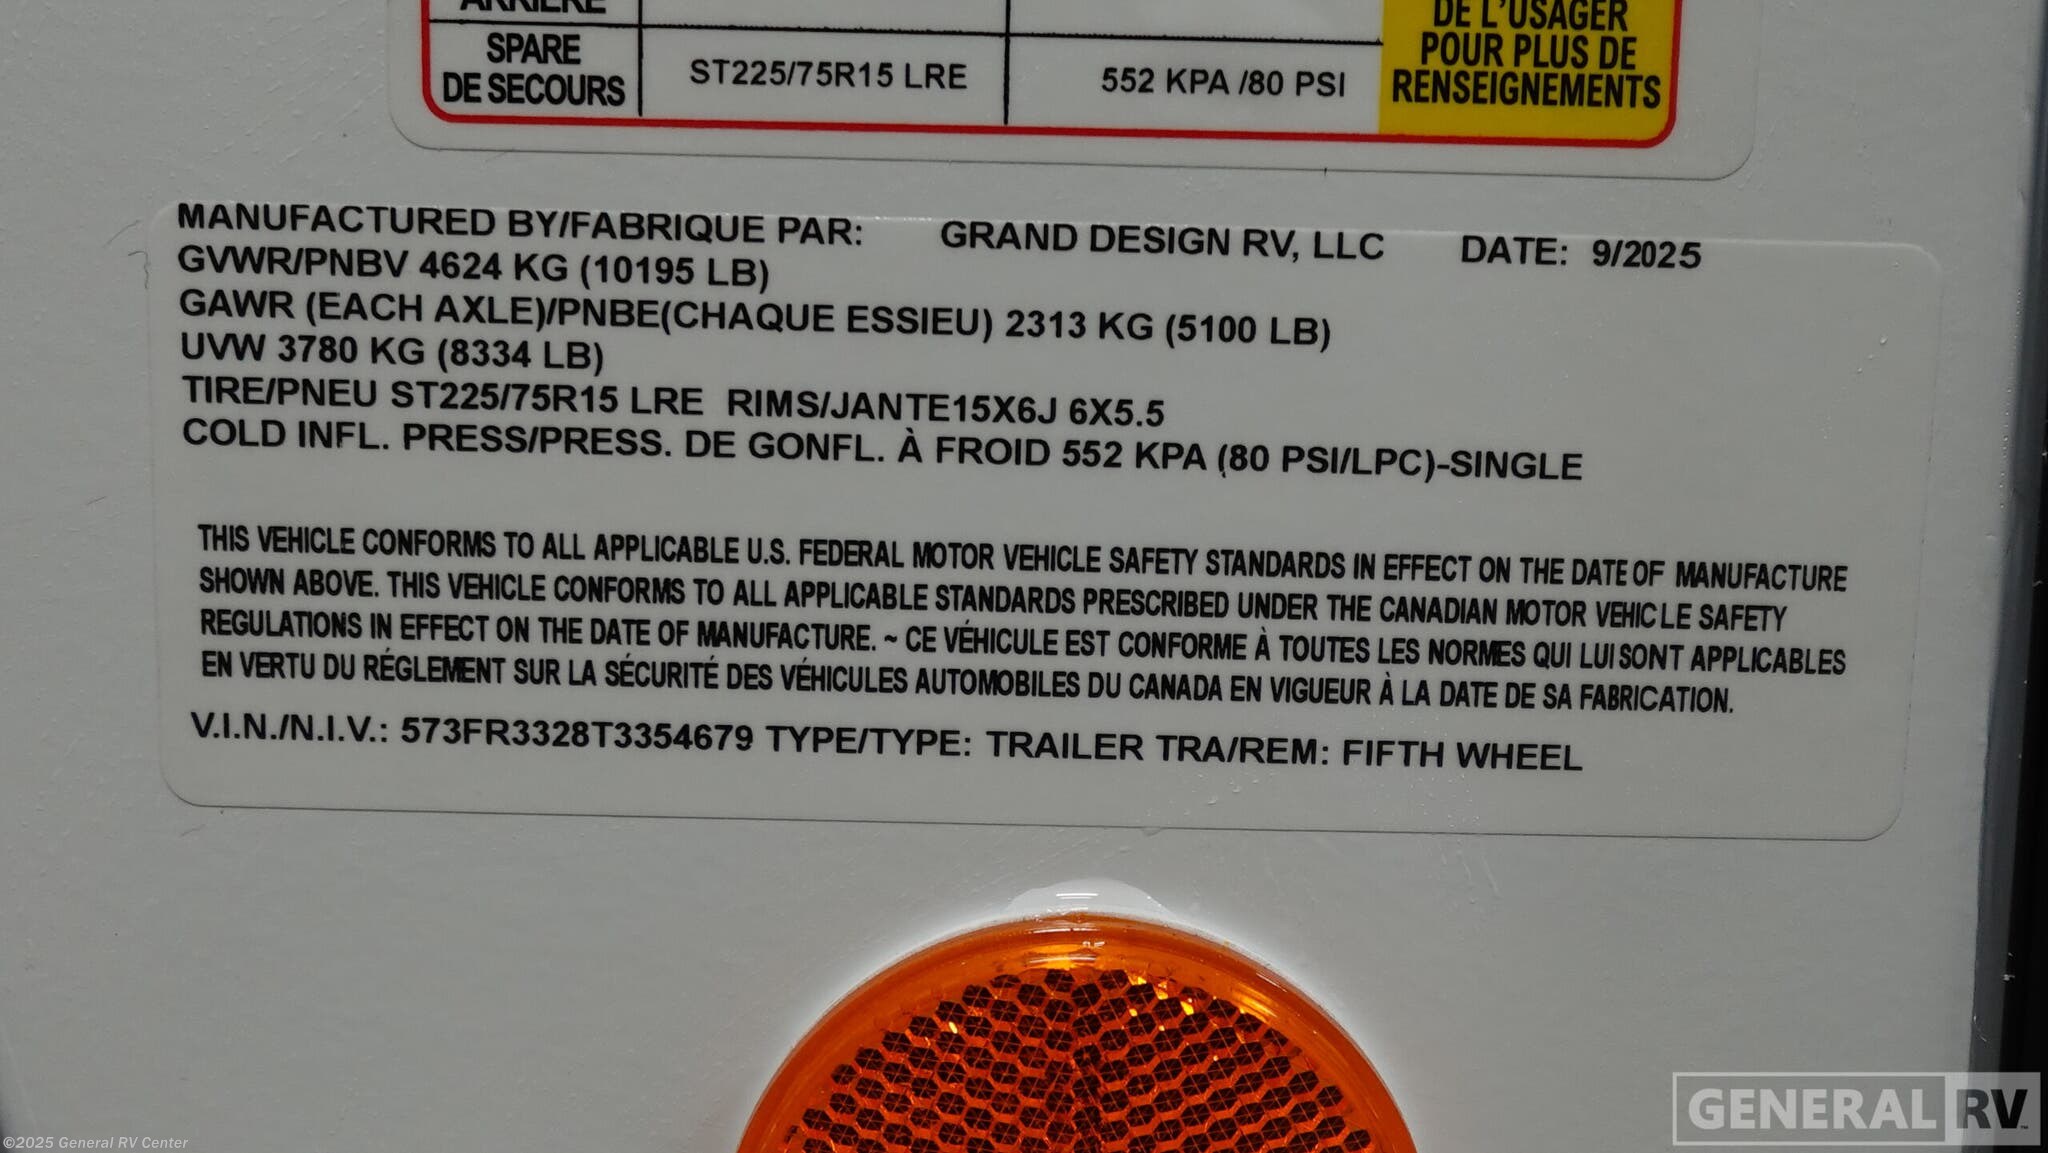 ARRIÈRE
SPARE
DE SECOURS
ST225/75R15 LRE
552 KPA /80 PSI
DE L'USAGER
POUR PLUS DE
RENSEIGNEMENTS
MANUFACTURED BY/FABRIQUE PAR: GRAND DESIGN RV, LLC DATE: 9/2025
GVWR/PNBV 4624 KG (10195 LB)
GAWR (EACH AXLE)/PNBE(CHAQUE ESSIEU) 2313 KG (5100 LB)
UVW 3780 KG (8334 LB)
TIRE/PNEU ST225/75R15 LRE RIMS/JANTE15X6J 6X5.5
COLD INFL. PRESS/PRESS. DE GONFL. À FROID 552 KPA (80 PSI/LPC)-SINGLE
THIS VEHICLE CONFORMS TO ALL APPLICABLE U.S. FEDERAL MOTOR VEHICLE SAFETY STANDARDS IN EFFECT ON THE DATE OF MANUFACTURE
SHOWN ABOVE. THIS VEHICLE CONFORMS TO ALL APPLICABLE STANDARDS PRESCRIBED UNDER THE CANADIAN MOTOR VEHICLE SAFETY
REGULATIONS IN EFFECT ON THE DATE OF MANUFACTURE. ~ CE VÉHICULE EST CONFORME À TOUTES LES NORMES QUI LUI SONT APPLICABLES
EN VERTU DU RÉGLEMENT SUR LA SÉCURITÉ DES VÉHICULES AUTOMOBILES DU CANADA EN VIGUEUR À LA DATE DE SA FABRICATION.
V.I.N./N.I.V.: 573FR3328T3354679 TYPE/TYPE: TRAILER TRA/REM: FIFTH WHEEL
GENERAL RV
©2025 General RV Center